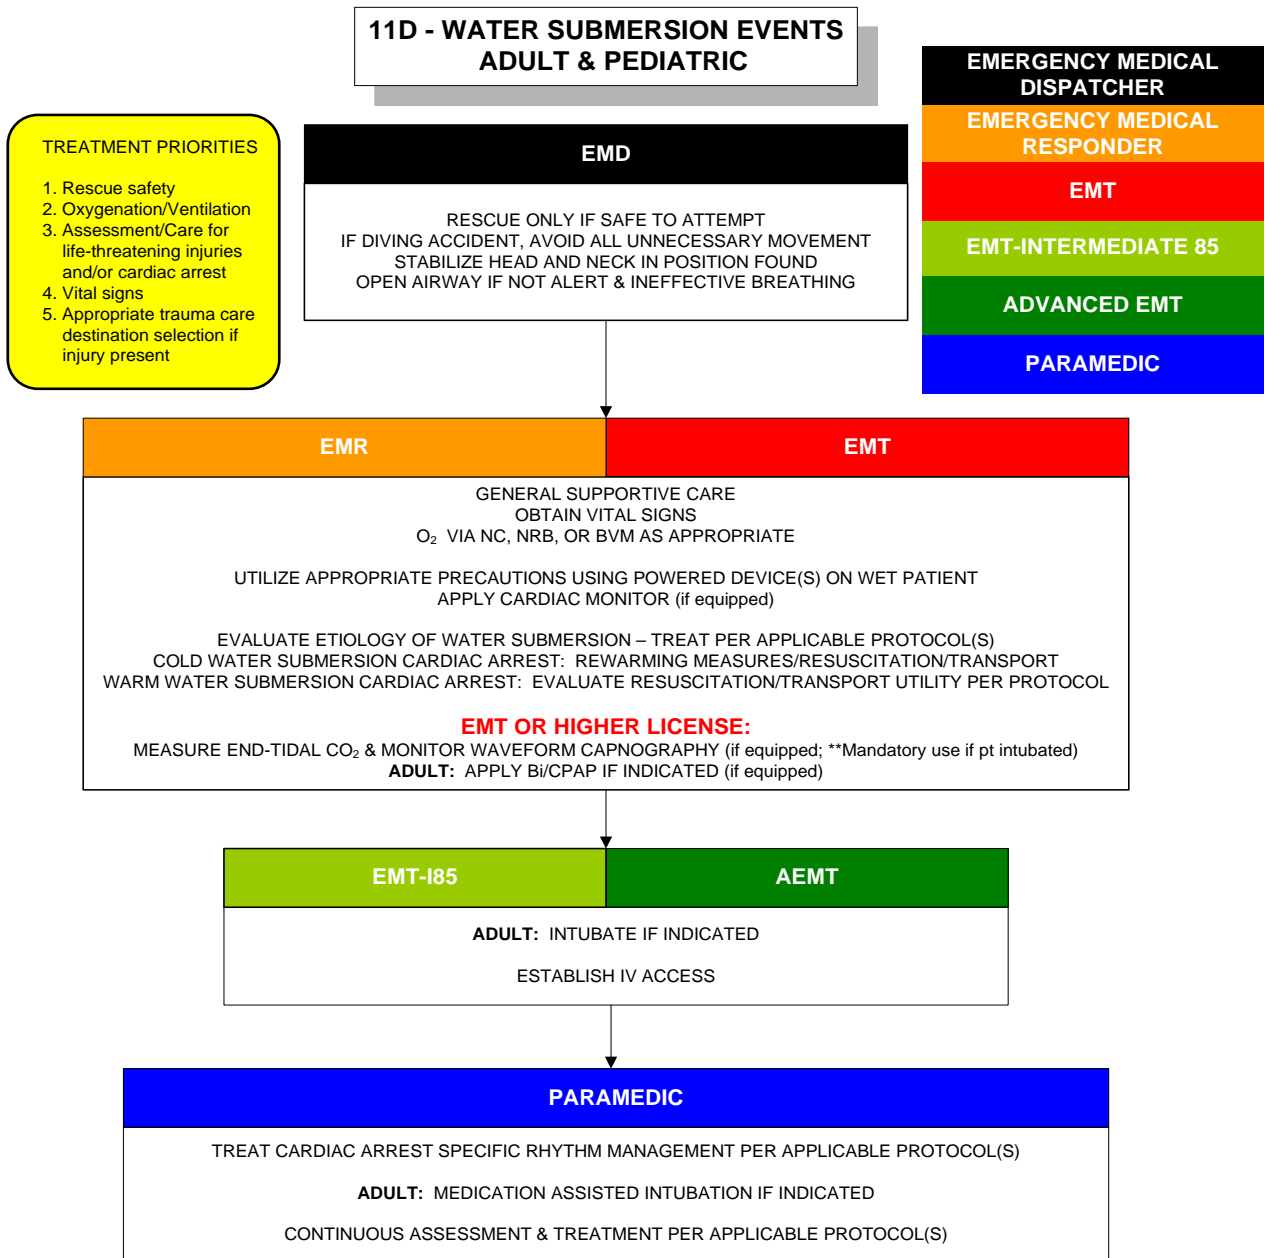 11D - WATER SUBMERSION EVENTS
ADULT & PEDIATRIC
EMERGENCY MEDICAL
DISPATCHER
EMERGENCY MEDICAL
RESPONDER
EMT
EMT-INTERMEDIATE 85
ADVANCED EMT
PARAMEDIC
TREATMENT PRIORITIES
1. Rescue safety
2. Oxygenation/Ventilation
3. Assessment/Care for
life-threatening injuries
and/or cardiac arrest
4. Vital signs
5. Appropriate trauma care
destination selection if
injury present
EMD
RESCUE ONLY IF SAFE TO ATTEMPT
IF DIVING ACCIDENT, AVOID ALL UNNECESSARY MOVEMENT
STABILIZE HEAD AND NECK IN POSITION FOUND
OPEN AIRWAY IF NOT ALERT & INEFFECTIVE BREATHING
EMR
EMT
GENERAL SUPPORTIVE CARE
OBTAIN VITAL SIGNS
O₂ VIA NC, NRB, OR BVM AS APPROPRIATE
UTILIZE APPROPRIATE PRECAUTIONS USING POWERED DEVICE(S) ON WET PATIENT
APPLY CARDIAC MONITOR (if equipped)
EVALUATE ETIOLOGY OF WATER SUBMERSION – TREAT PER APPLICABLE PROTOCOL(S)
COLD WATER SUBMERSION CARDIAC ARREST: REWARMING MEASURES/RESUSCITATION/TRANSPORT
WARM WATER SUBMERSION CARDIAC ARREST: EVALUATE RESUSCITATION/TRANSPORT UTILITY PER PROTOCOL
EMT OR HIGHER LICENSE:
MEASURE END-TIDAL CO₂ & MONITOR WAVEFORM CAPNOGRAPHY (if equipped; **Mandatory use if pt intubated)
ADULT: APPLY Bi/CPAP IF INDICATED (if equipped)
EMT-I85
AEMT
ADULT: INTUBATE IF INDICATED
ESTABLISH IV ACCESS
PARAMEDIC
TREAT CARDIAC ARREST SPECIFIC RHYTHM MANAGEMENT PER APPLICABLE PROTOCOL(S)
ADULT: MEDICATION ASSISTED INTUBATION IF INDICATED
CONTINUOUS ASSESSMENT & TREATMENT PER APPLICABLE PROTOCOL(S)